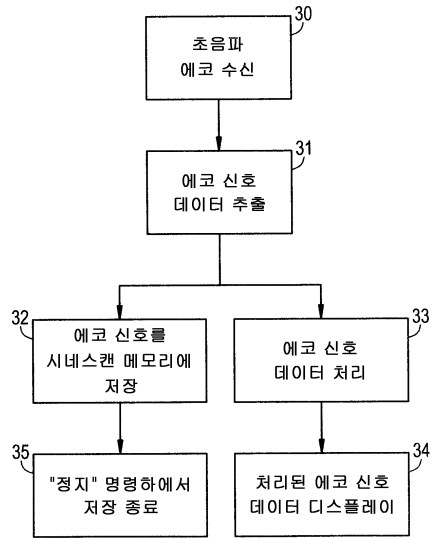 30
초음파
에코 수신
31
에코 신호
데이터 추출
32
에코 신호를
시네스캔 메모리에
저장
33
에코 신호
데이터 처리
35
"정지" 명령하에서
저장 종료
34
처리된 에코 신호
데이터 디스플레이